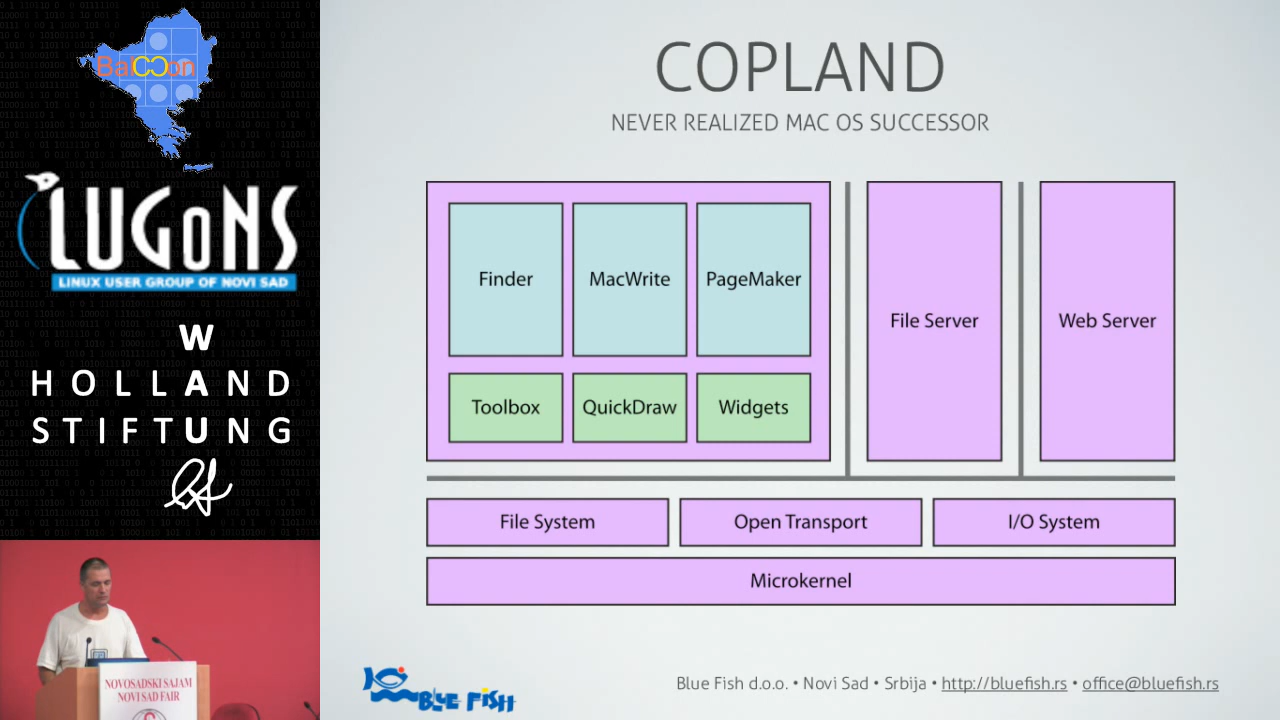 BalCCon
LUGoNS
LINUX USER GROUP OF NOVI SAD
W
HOLLAND
STIFTUNG
NOVOSADSKI SAJAM
NOVI SAD FAIR
COPLAND
NEVER REALIZED MAC OS SUCCESSOR
Finder
MacWrite
PageMaker
File Server
Web Server
Toolbox
QuickDraw
Widgets
File System
Open Transport
I/O System
Microkernel
BLUE FISH
Blue Fish d.o.o. • Novi Sad • Srbija • http://bluefish.rs • office@bluefish.rs